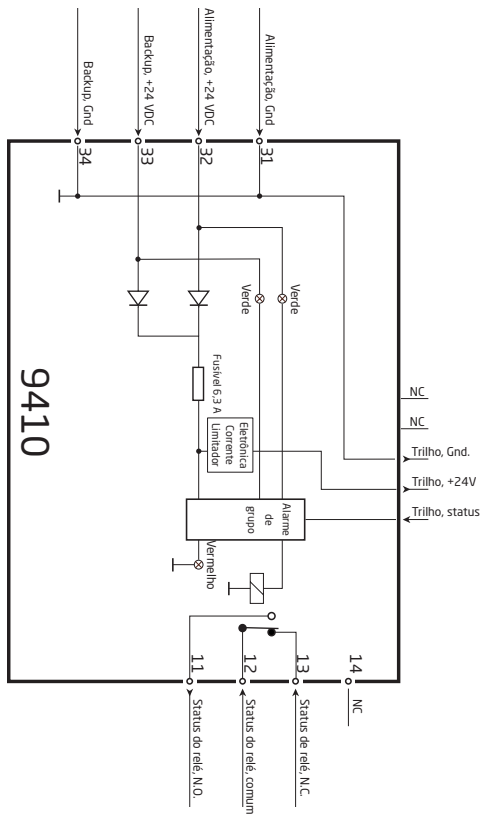 Backup, Gnd
Backup, +24 VDC
Alimentação, +24 VDC
Alimentação, Gnd
34
33
32
31
Verde
Verde
NC
NC
Trilho, Gnd.
Trilho, +24V
Trilho, status
Fusível 6,3 A
Eletrônica
Corrente
Limitador
9410
Alarme
de
grupo
Vermelho
11
12
13
14
NC
Status do relé, N.O.
Status do relé, comum
Status de relé, N.C.